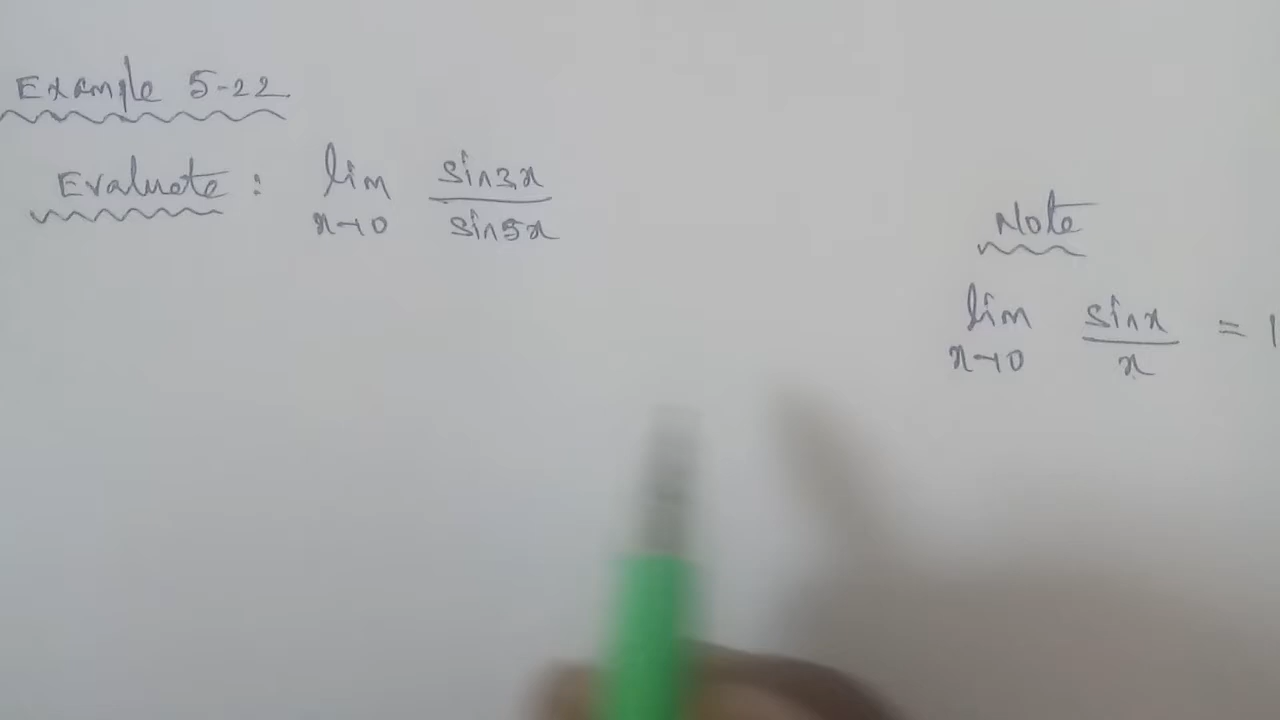 Example 5-22
Evaluate : lim x→0 sin3x / sin5x
Note
lim x→0 sinx / x = 1